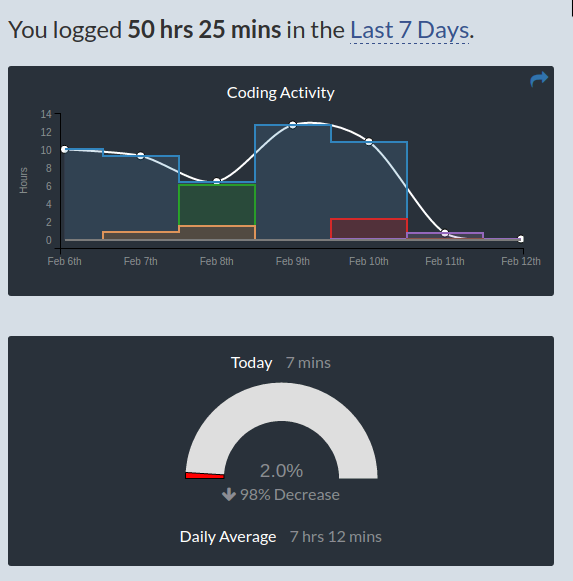 You logged 50 hrs 25 mins in the Last 7 Days.
Coding Activity
14
12
10
8
6
4
2
0
Hours
Feb 6th Feb 7th Feb 8th Feb 9th Feb 10th Feb 11th Feb 12th
Today 7 mins
2.0%
98% Decrease
Daily Average 7 hrs 12 mins